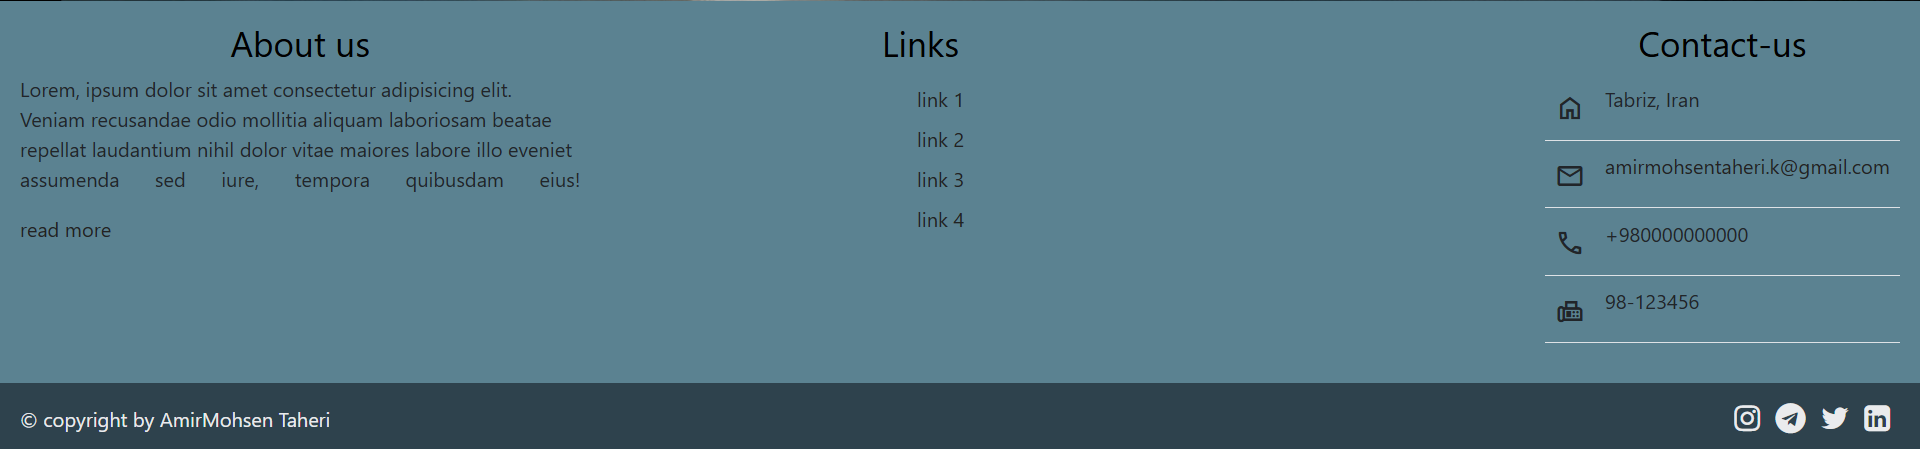 About us
Lorem, ipsum dolor sit amet consectetur adipisicing elit.
Veniam recusandae odio mollitia aliquam laboriosam beatae
repellat laudantium nihil dolor vitae maiores labore illo eveniet
assumenda sed iure, tempora quibusdam eius!
read more
Links
link 1
link 2
link 3
link 4
Contact-us
Tabriz, Iran
amirmohsentaheri.k@gmail.com
+980000000000
98-123456
© copyright by AmirMohsen Taheri